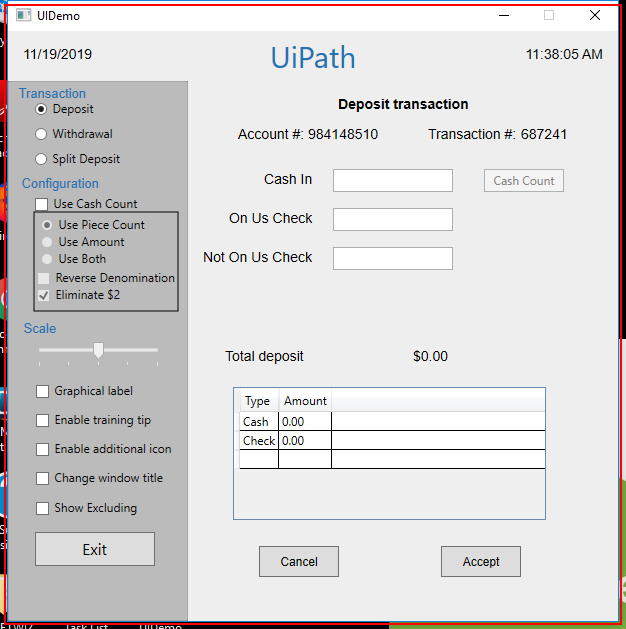 UIDemo
11/19/2019
UiPath
11:38:05 AM
Transaction
Deposit
Withdrawal
Split Deposit
Configuration
Use Cash Count
Use Piece Count
Use Amount
Use Both
Reverse Denomination
Eliminate $2
Scale
Graphical label
Enable training tip
Enable additional icon
Change window title
Show Excluding
Exit
Deposit transaction
Account #: 984148510 Transaction #: 687241
Cash In
Cash Count
On Us Check
Not On Us Check
Total deposit $0.00
Type Amount
Cash 0.00
Check 0.00
Cancel Accept
Task List UIDemo